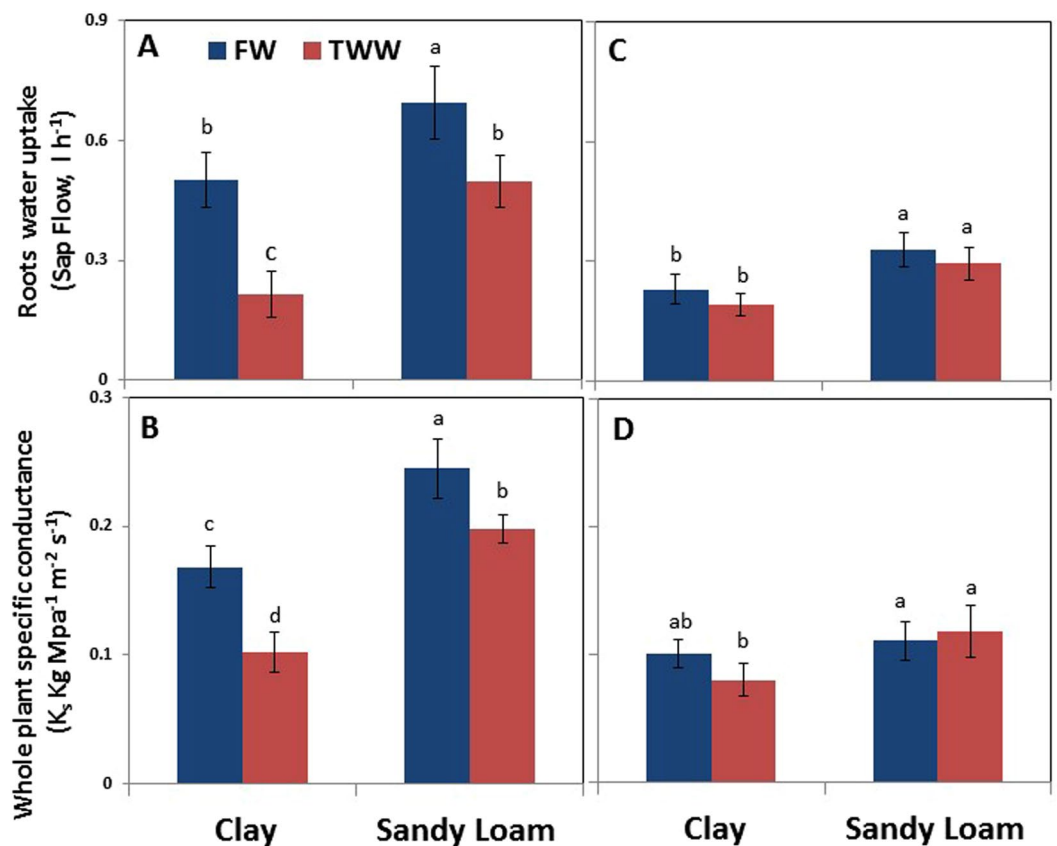 Roots water uptake
(Sap Flow, l h-1)
0.9
0.6
0.3
0
A
FW
TWW
b
c
a
b
C
b
b
a
a
Whole plant specific conductance
(Ks Kg Mpa-1 m-2 s-1)
0.3
0.2
0.1
0
B
c
d
a
b
D
ab
b
a
a
Clay
Sandy Loam
Clay
Sandy Loam